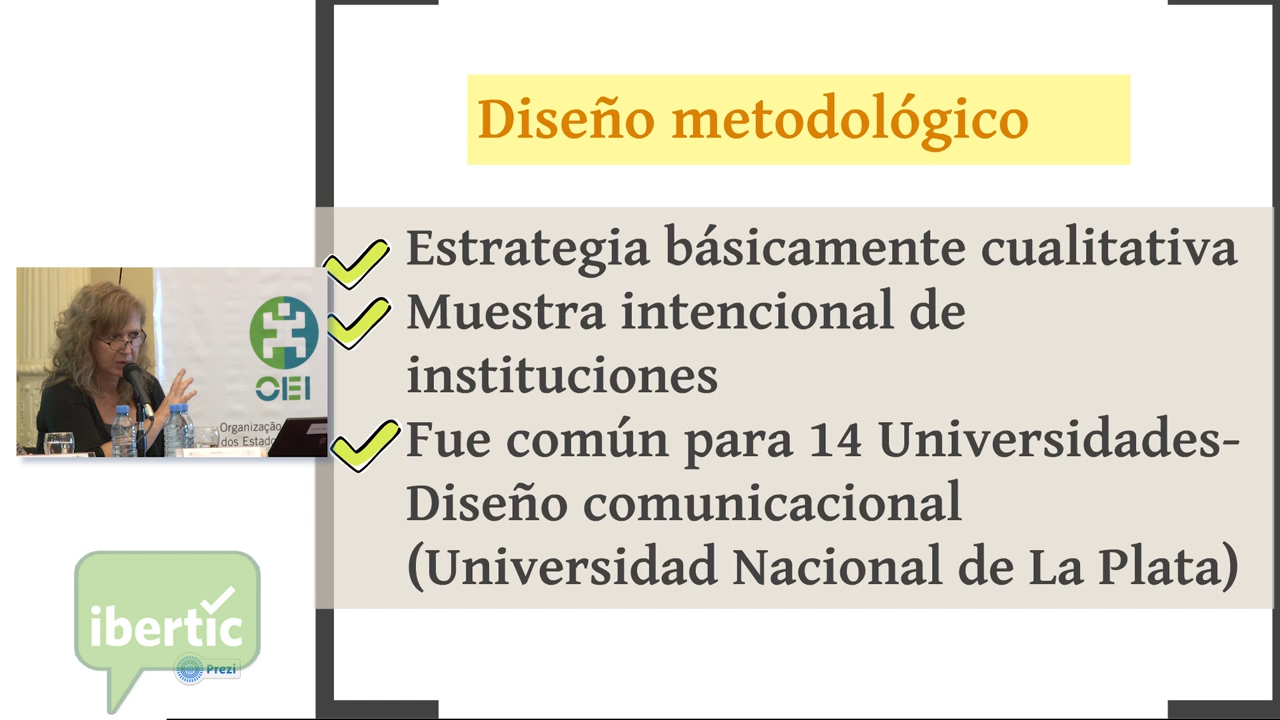 Diseño metodológico
Estrategia básicamente cualitativa
Muestra intencional de
instituciones
Fue común para 14 Universidades-
Diseño comunicacional
(Universidad Nacional de La Plata)
OEI
Organização
dos Estado
ibertic
Prezi